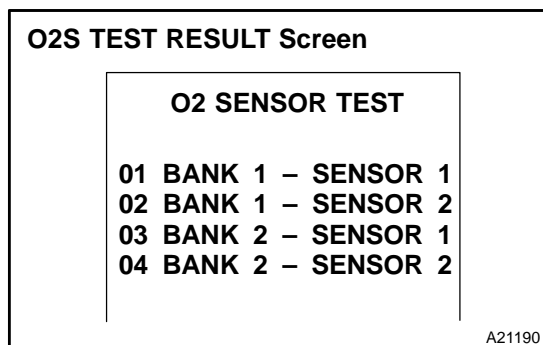 O2S TEST RESULT Screen
O2 SENSOR TEST
01 BANK 1 – SENSOR 1
02 BANK 1 – SENSOR 2
03 BANK 2 – SENSOR 1
04 BANK 2 – SENSOR 2
A21190